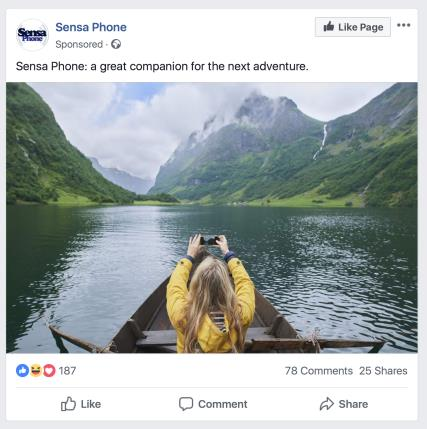 Sensa
Phone
Sensa Phone
Sponsored ·
Like Page
Sensa Phone: a great companion for the next adventure.
187
78 Comments 25 Shares
Like
Comment
Share